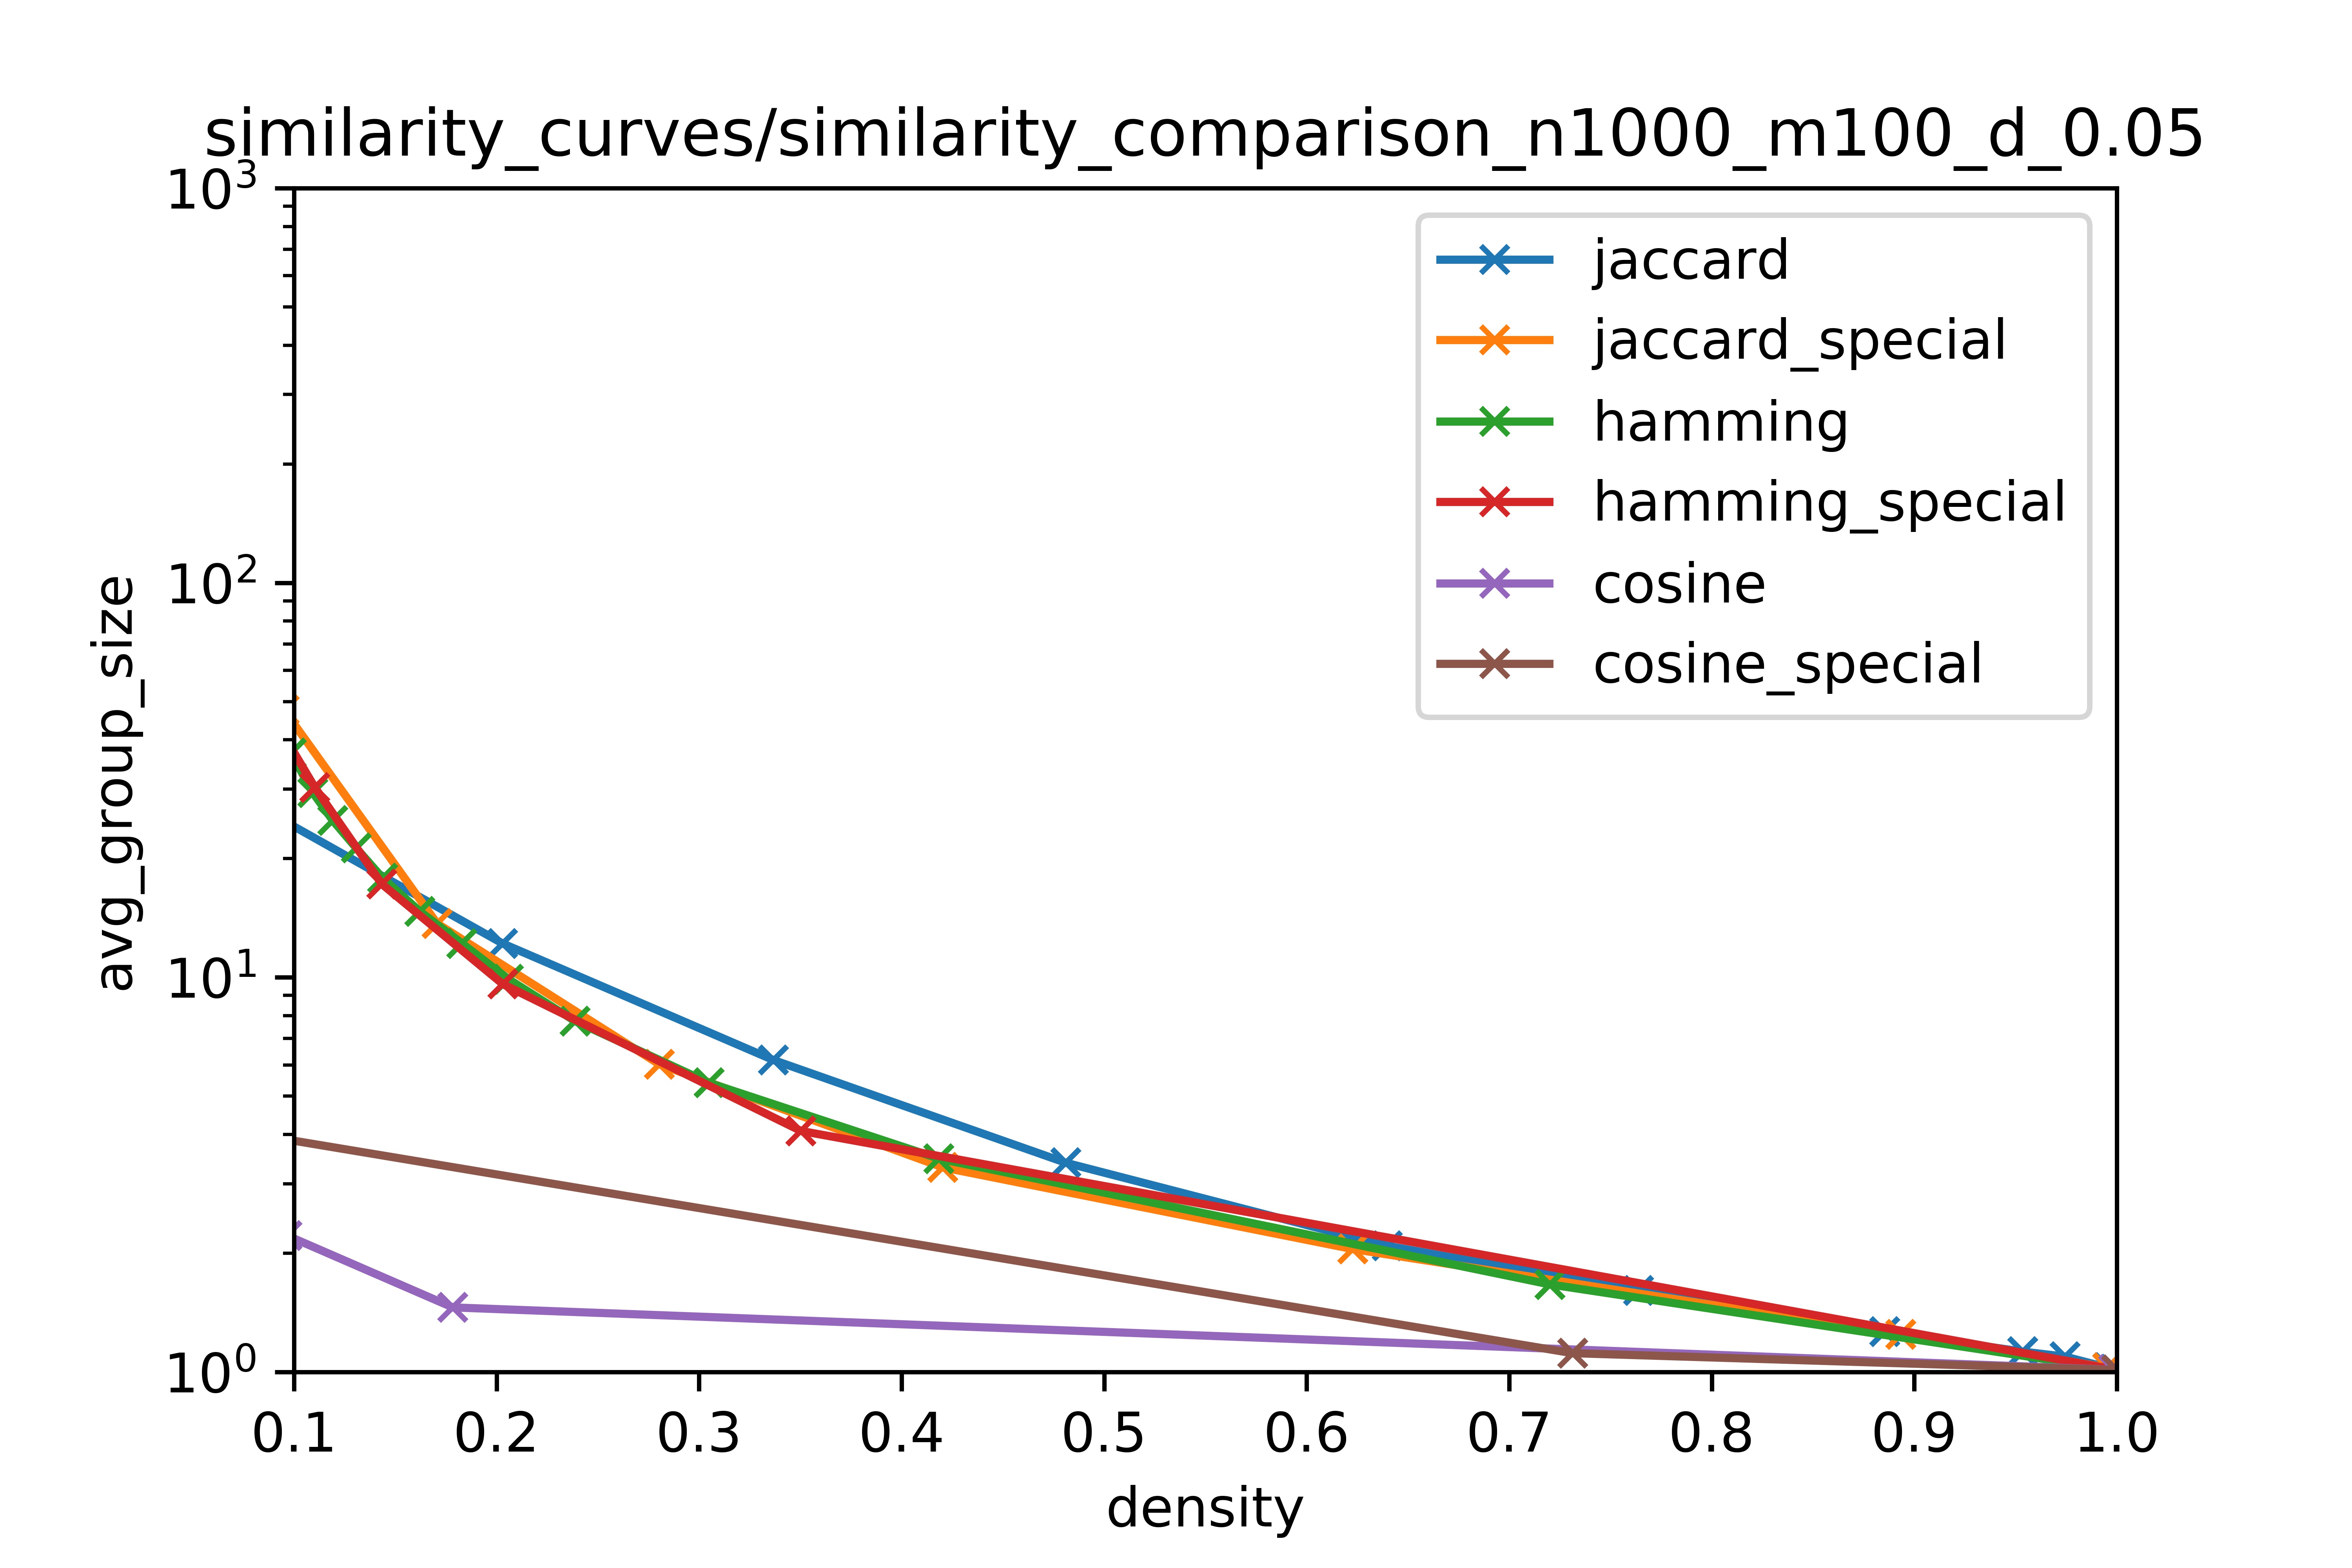 similarity_curves/similarity_comparison_n1000_m100_d_0.05
10³
10²
10¹
10⁰
avg_group_size
jaccard
jaccard_special
hamming
hamming_special
cosine
cosine_special
0.1 0.2 0.3 0.4 0.5 0.6 0.7 0.8 0.9 1.0
density